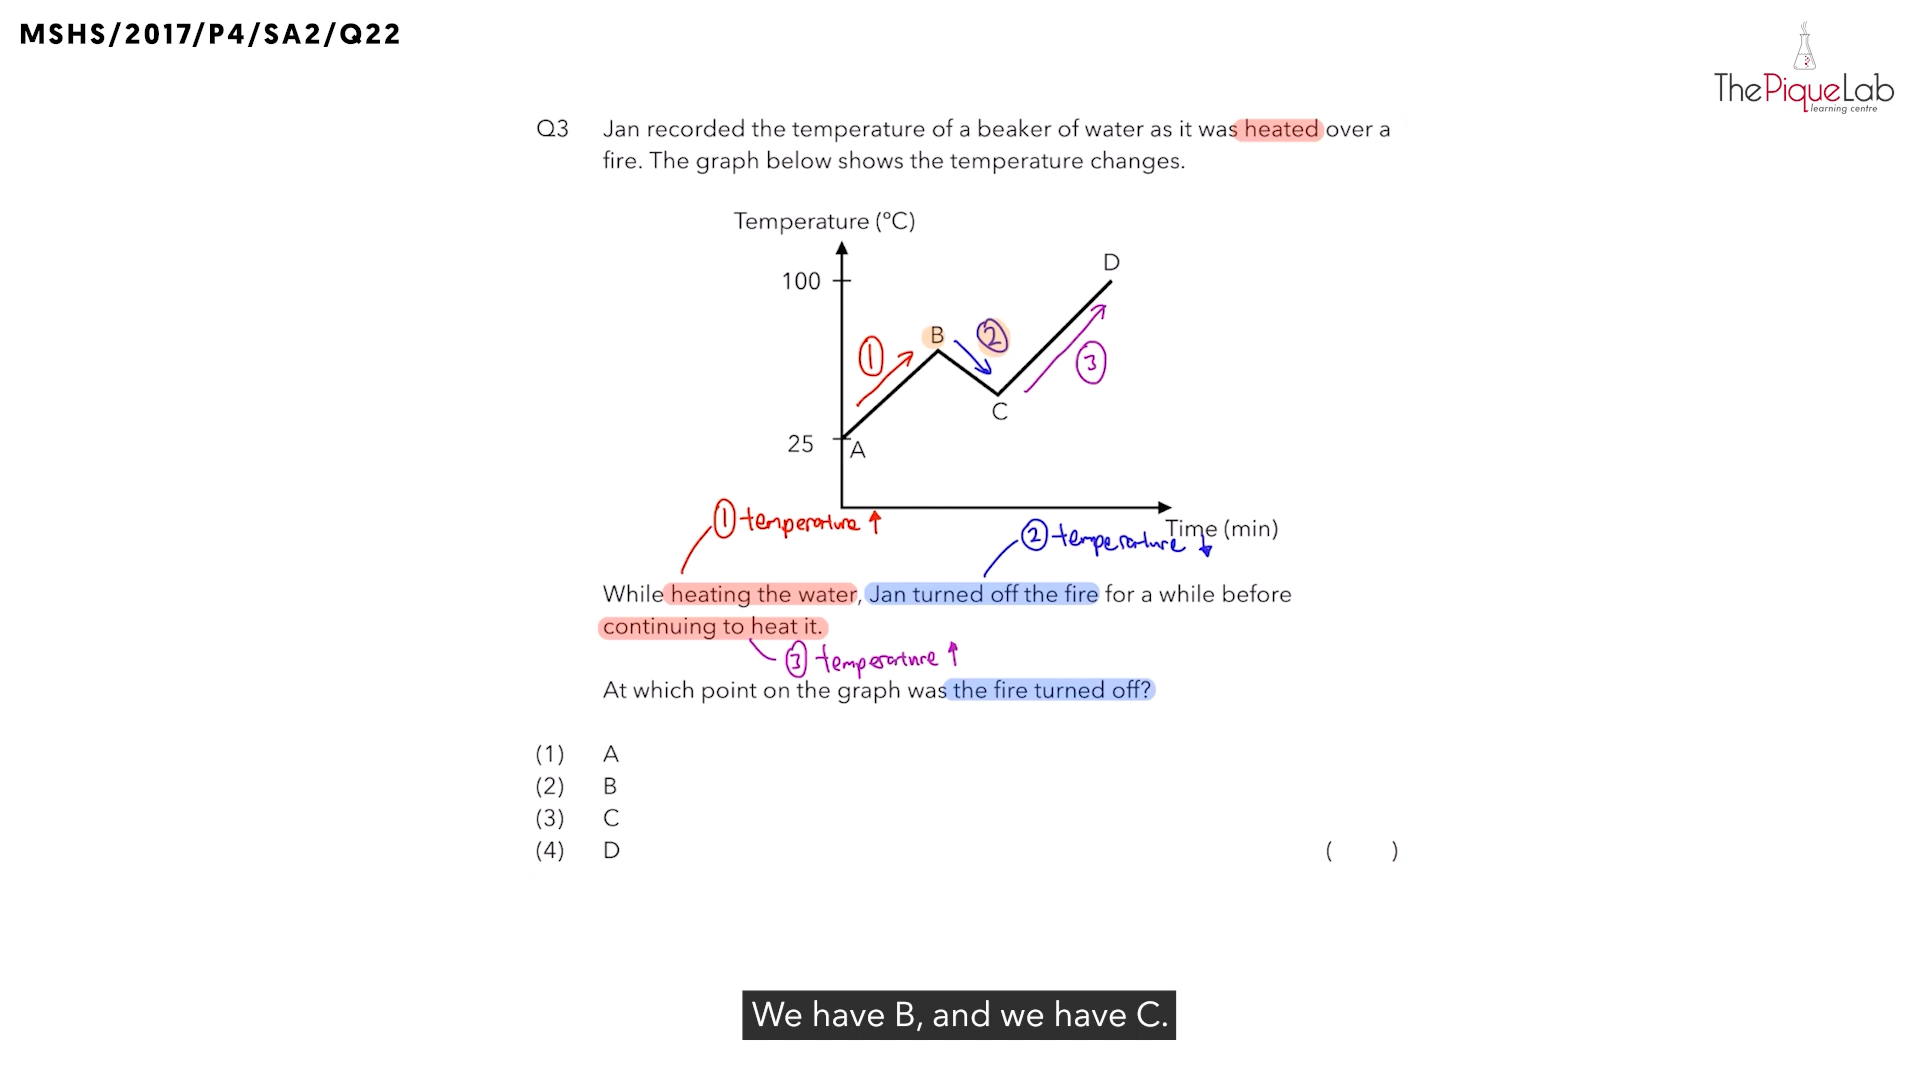 MSHS/2017/P4/SA2/Q22
ThePiqueLab
learning centre
Q3 Jan recorded the temperature of a beaker of water as it was heated over a
fire. The graph below shows the temperature changes.
Temperature (°C)
100
D
B
②
①
③
C
25
A
① temperature ↑
Time (min)
② temperature ↓
While heating the water, Jan turned off the fire for a while before
continuing to heat it.
③ temperature ↑
At which point on the graph was the fire turned off?
(1) A
(2) B
(3) C
(4) D ( )
We have B, and we have C.